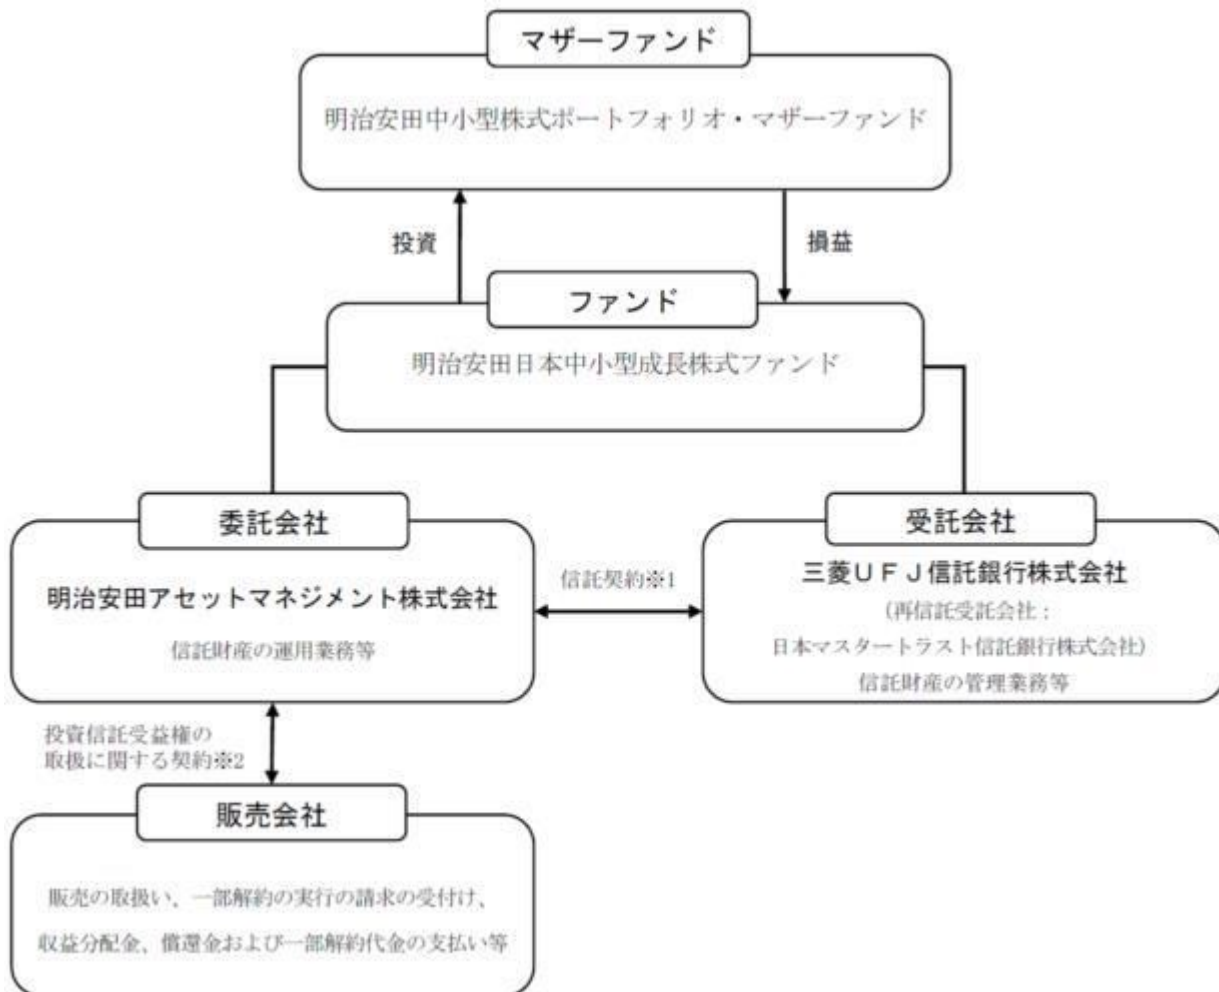 マザーファンド
明治安田中小型株式ポートフォリオ・マザーファンド
投資
損益
ファンド
明治安田日本中小型成長株式ファンド
委託会社
明治安田アセットマネジメント株式会社
信託財産の運用業務等
信託契約※1
受託会社
三菱ＵＦＪ信託銀行株式会社
(再信託受託会社：
日本マスタートラスト信託銀行株式会社)
信託財産の管理業務等
投資信託受益権の
取扱に関する契約※2
販売会社
販売の取扱い、一部解約の実行の請求の受付け、
収益分配金、償還金および一部解約代金の支払い等